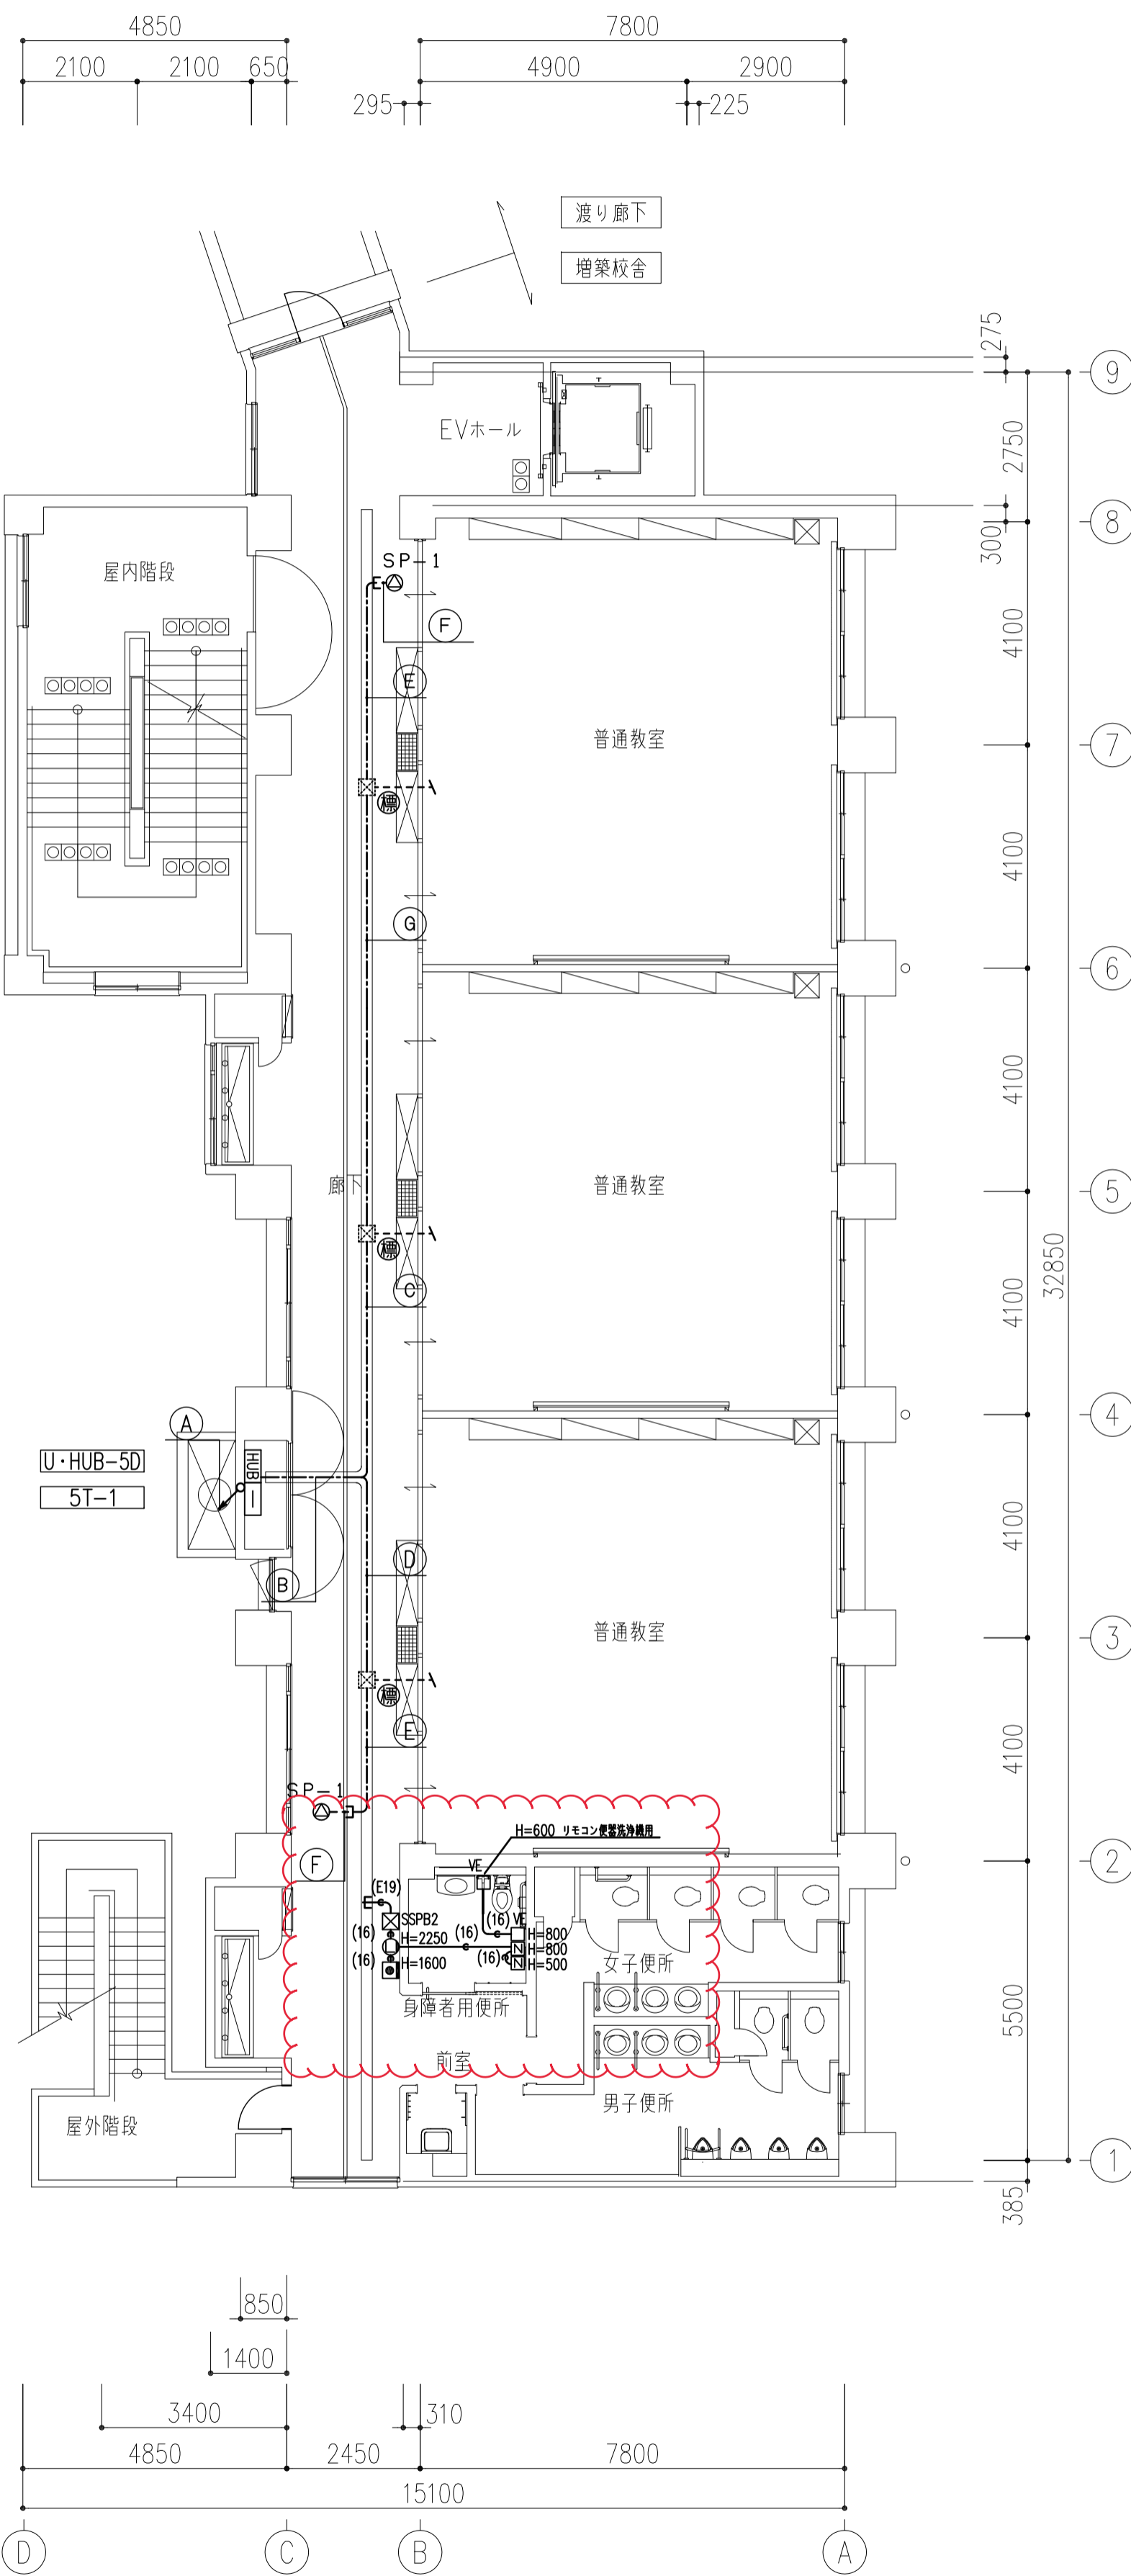 4850
7800
2100
2100
650
4900
2900
295
225
渡り廊下
増築校舎
275
9
EVホール
2750
8
300
SP-1
屋内階段
F
4100
E
普通教室
7
標
4100
G
6
4100
廊下
普通教室
5
標
C
4100
32850
4
A
U・HUB-5D
HUB
5T-1
4100
D
B
普通教室
3
標
E
4100
SP-1
H=600 リモコン便器洗浄機用
F
VE
2
(E19)
SSPB2
(16)
H=2250
(16)
(16)
VE
H=800
H=800
(16)
H=1600
(16)
H=500
女子便所
身障者用便所
5500
前室
男子便所
屋外階段
1
385
850
1400
3400
310
4850
2450
7800
15100
D
C
B
A